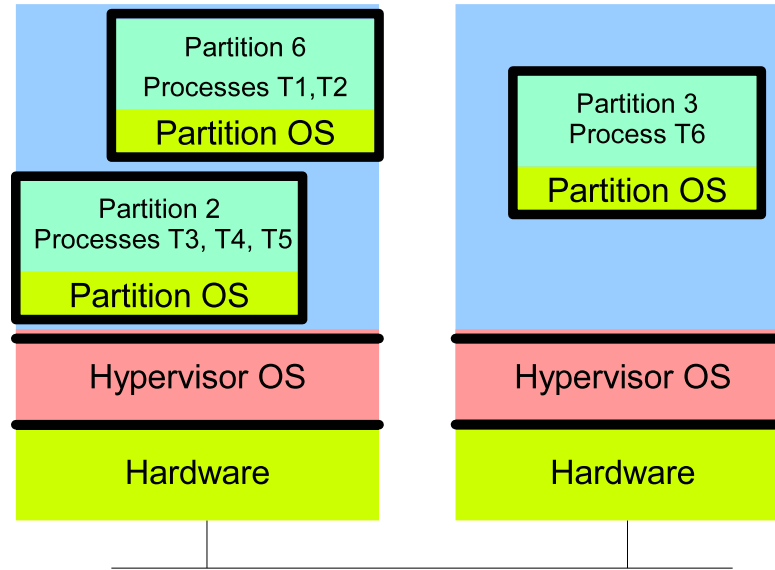 Partition 6
Processes T1,T2
Partition OS
Partition 2
Processes T3, T4, T5
Partition OS
Hypervisor OS
Hardware
Partition 3
Process T6
Partition OS
Hypervisor OS
Hardware